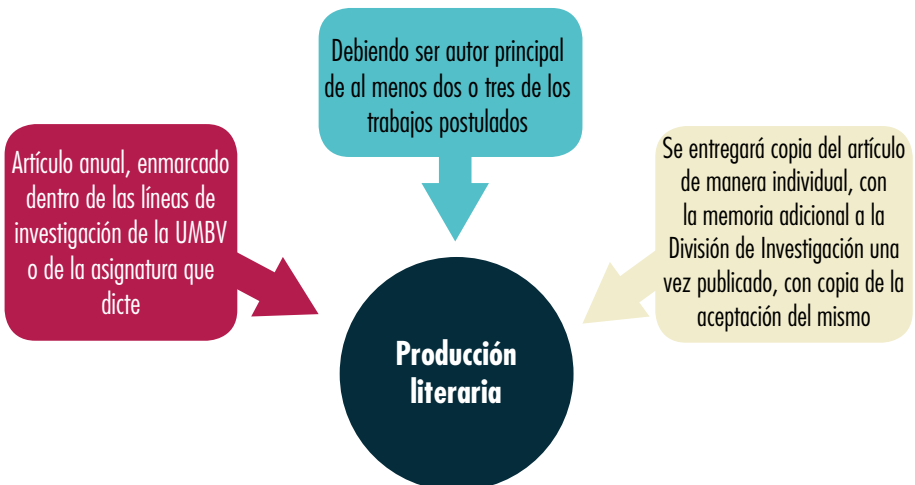 Debiendo ser autor principal
de al menos dos o tres de los
trabajos postulados
Artículo anual, enmarcado
dentro de las líneas de
investigación de la UMBV
o de la asignatura que
dicte
Se entregará copia del artículo
de manera individual, con
la memoria adicional a la
División de Investigación una
vez publicado, con copia de la
aceptación del mismo
Producción
literaria